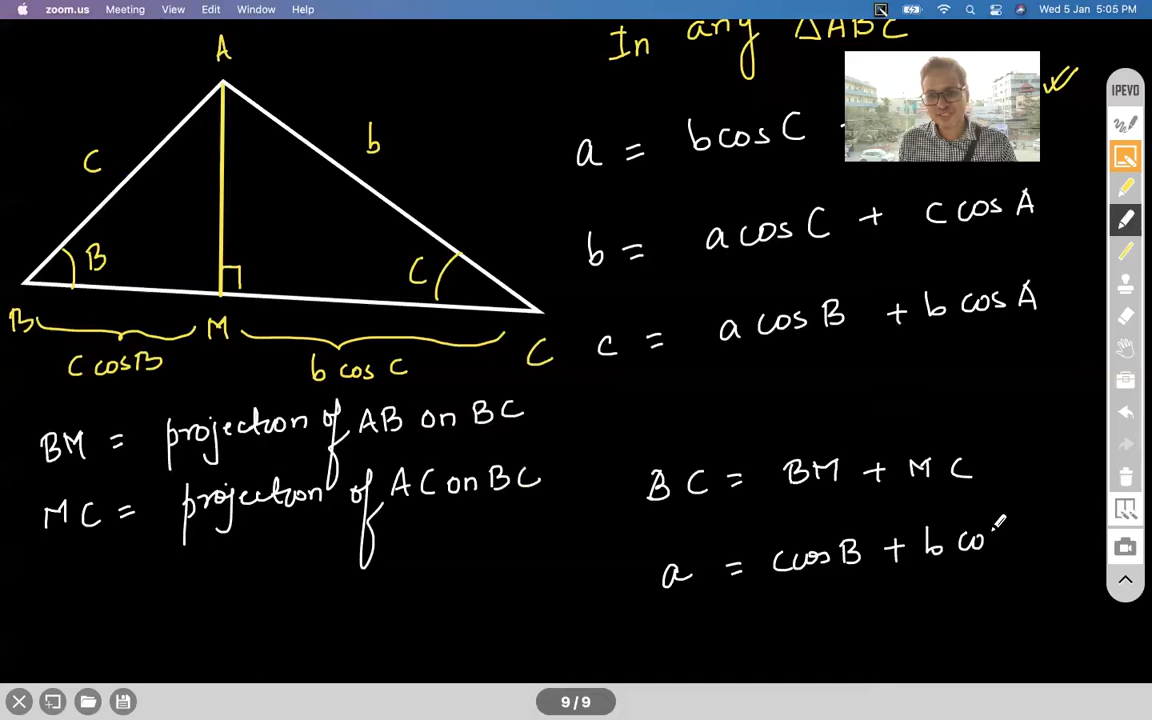 zoom.us Meeting View Edit Window Help
Wed 5 Jan 5:05 PM
In any △ABC
A
IPEVO
c
b
a = b cos C
B
C
b = a cos C + c cos A
B
M
C
c = a cos B + b cos A
c cosB
b cos C
BM = projection of AB on BC
MC = projection of AC on BC
BC = BM + MC
a = c cos B + b co
9 / 9